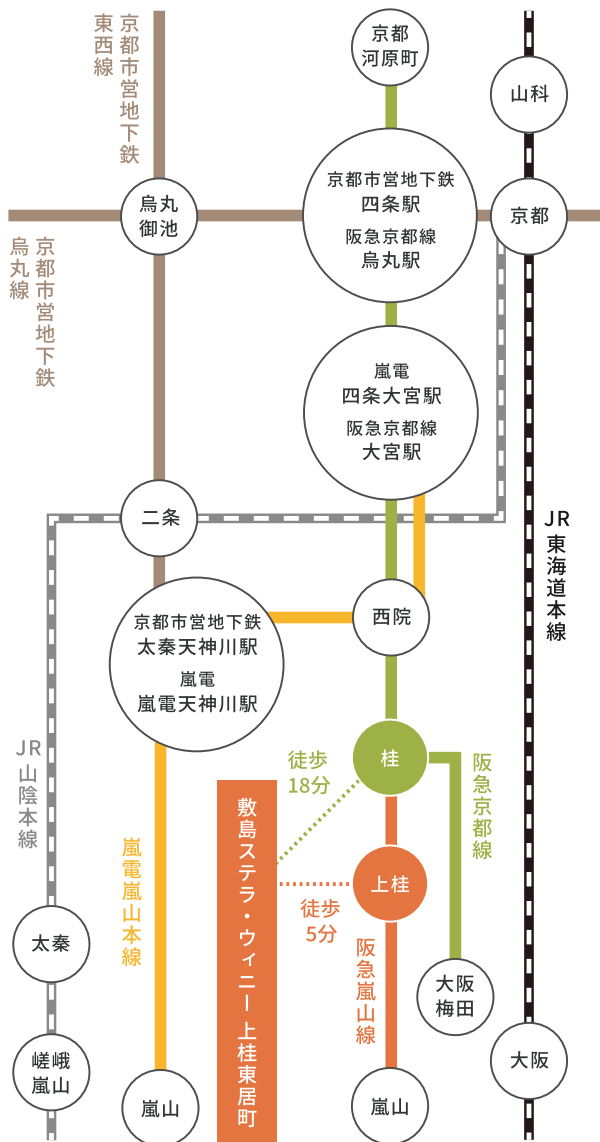 京都市営地下鉄
東西線
京都
河原町
山科
烏丸
御池
京都市営地下鉄
四条駅
阪急京都線
烏丸駅
京都
京都市営地下鉄
烏丸線
嵐電
四条大宮駅
阪急京都線
大宮駅
二条
JR
東海道本線
京都市営地下鉄
太秦天神川駅
嵐電
嵐電天神川駅
西院
JR
山陰本線
桂
徒歩
18分
阪急京都線
敷島ステラ・ウィニー 上桂東居町
嵐電嵐山本線
上桂
徒歩
5分
阪急嵐山線
太秦
大阪
梅田
嵯峨
嵐山
大阪
嵐山
嵐山